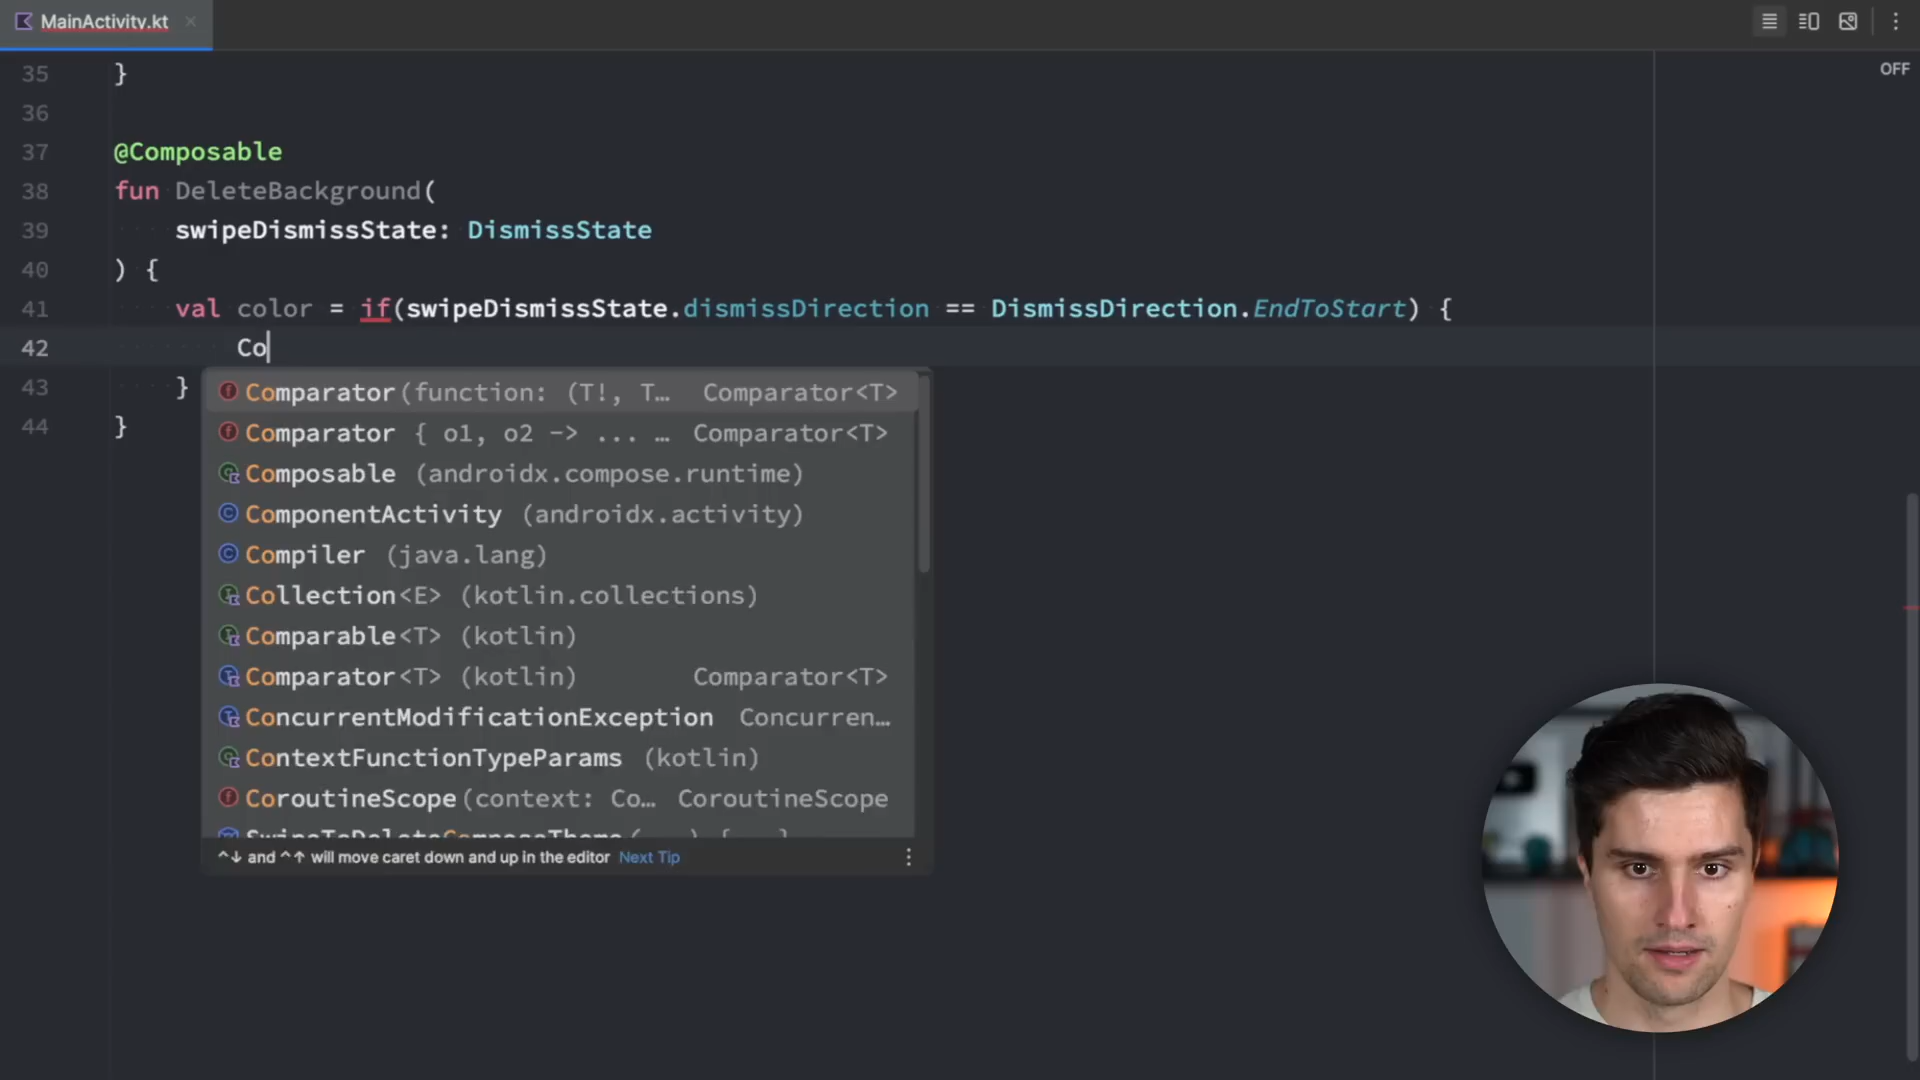 MainActivity.kt
OFF
35 }
36
37 @Composable
38 fun DeleteBackground(
39 swipeDismissState: DismissState
40 ) {
41 val color = if(swipeDismissState.dismissDirection == DismissDirection.EndToStart) {
42 Co
43 }
44 }
Comparator(function: (T!, T... Comparator<T>
Comparator { o1, o2 -> ... … Comparator<T>
Composable (androidx.compose.runtime)
ComponentActivity (androidx.activity)
Compiler (java.lang)
Collection<E> (kotlin.collections)
Comparable<T> (kotlin)
Comparator<T> (kotlin) Comparator<T>
ConcurrentModificationException Concurren…
ContextFunctionTypeParams (kotlin)
CoroutineScope(context: Co… CoroutineScope
SwipeToDeleteComposeTheme(...) {...}
^↓ and ^↑ will move caret down and up in the editor Next Tip